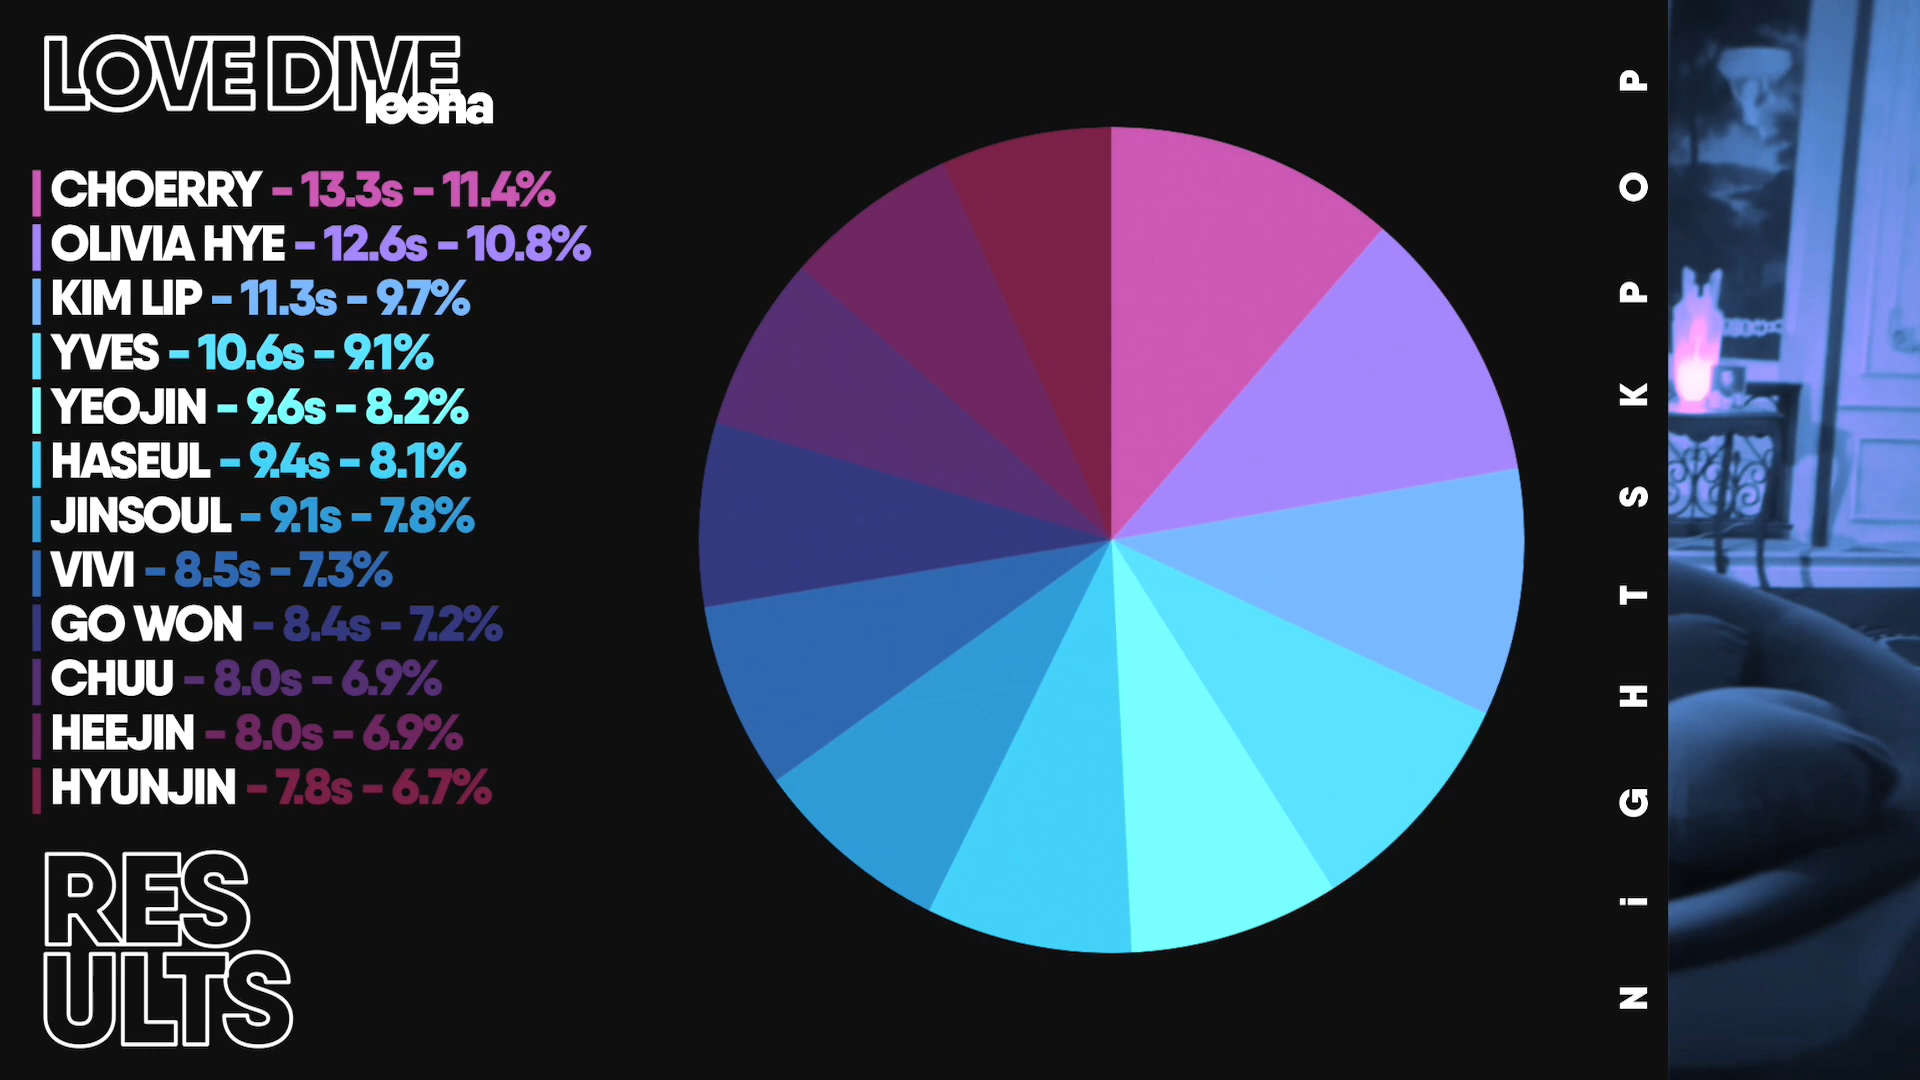 LOVE DIVE
loona
CHOERRY - 13.3s - 11.4%
OLIVIA HYE - 12.6s - 10.8%
KIM LIP - 11.3s - 9.7%
YVES - 10.6s - 9.1%
YEOJIN - 9.6s - 8.2%
HASEUL - 9.4s - 8.1%
JINSOUL - 9.1s - 7.8%
VIVI - 8.5s - 7.3%
GO WON - 8.4s - 7.2%
CHUU - 8.0s - 6.9%
HEEJIN - 8.0s - 6.9%
HYUNJIN - 7.8s - 6.7%
RES
ULTS
NiGHTSKPOP